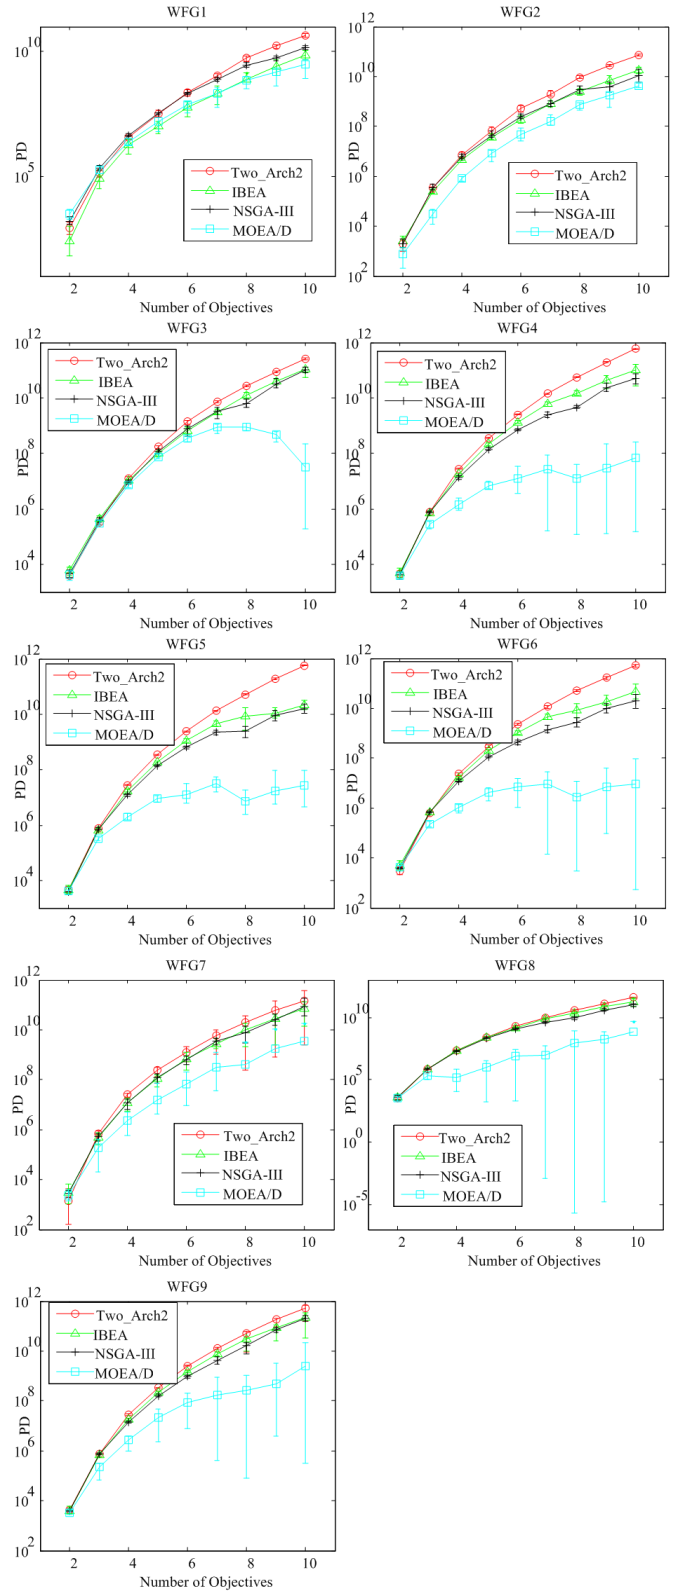 WFG1
10^10
10^5
PD
Two_Arch2
IBEA
NSGA-III
MOEA/D
2 4 6 8 10
Number of Objectives
WFG2
10^12
10^10
10^8
10^6
10^4
10^2
PD
Two_Arch2
IBEA
NSGA-III
MOEA/D
2 4 6 8 10
Number of Objectives
WFG3
10^12
10^10
10^8
10^6
10^4
PD
Two_Arch2
IBEA
NSGA-III
MOEA/D
2 4 6 8 10
Number of Objectives
WFG4
10^12
10^10
10^8
10^6
10^4
PD
Two_Arch2
IBEA
NSGA-III
MOEA/D
2 4 6 8 10
Number of Objectives
WFG5
10^12
10^10
10^8
10^6
10^4
PD
Two_Arch2
IBEA
NSGA-III
MOEA/D
2 4 6 8 10
Number of Objectives
WFG6
10^12
10^10
10^8
10^6
10^4
10^2
PD
Two_Arch2
IBEA
NSGA-III
MOEA/D
2 4 6 8 10
Number of Objectives
WFG7
10^12
10^10
10^8
10^6
10^4
10^2
PD
Two_Arch2
IBEA
NSGA-III
MOEA/D
2 4 6 8 10
Number of Objectives
WFG8
10^10
10^5
10^0
10^-5
PD
Two_Arch2
IBEA
NSGA-III
MOEA/D
2 4 6 8 10
Number of Objectives
WFG9
10^12
10^10
10^8
10^6
10^4
10^2
PD
Two_Arch2
IBEA
NSGA-III
MOEA/D
2 4 6 8 10
Number of Objectives